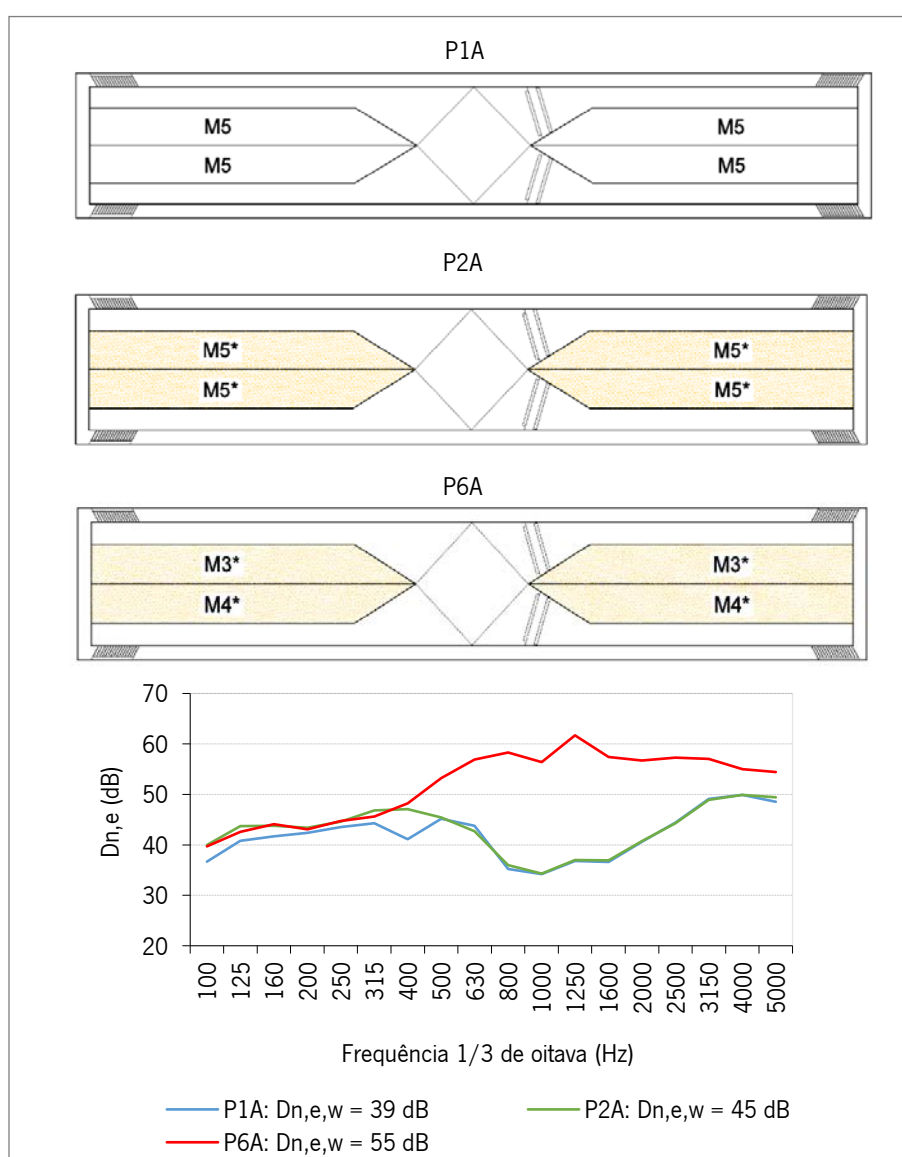 P1A
M5 M5
M5 M5
P2A
M5* M5*
M5* M5*
P6A
M3* M3*
M4* M4*
70
60
50
40
30
20
Dn,e (dB)
100 125 160 200 250 315 400 500 630 800 1000 1250 1600 2000 2500 3150 4000 5000
Frequência 1/3 de oitava (Hz)
P1A: Dn,e,w = 39 dB P2A: Dn,e,w = 45 dB
P6A: Dn,e,w = 55 dB